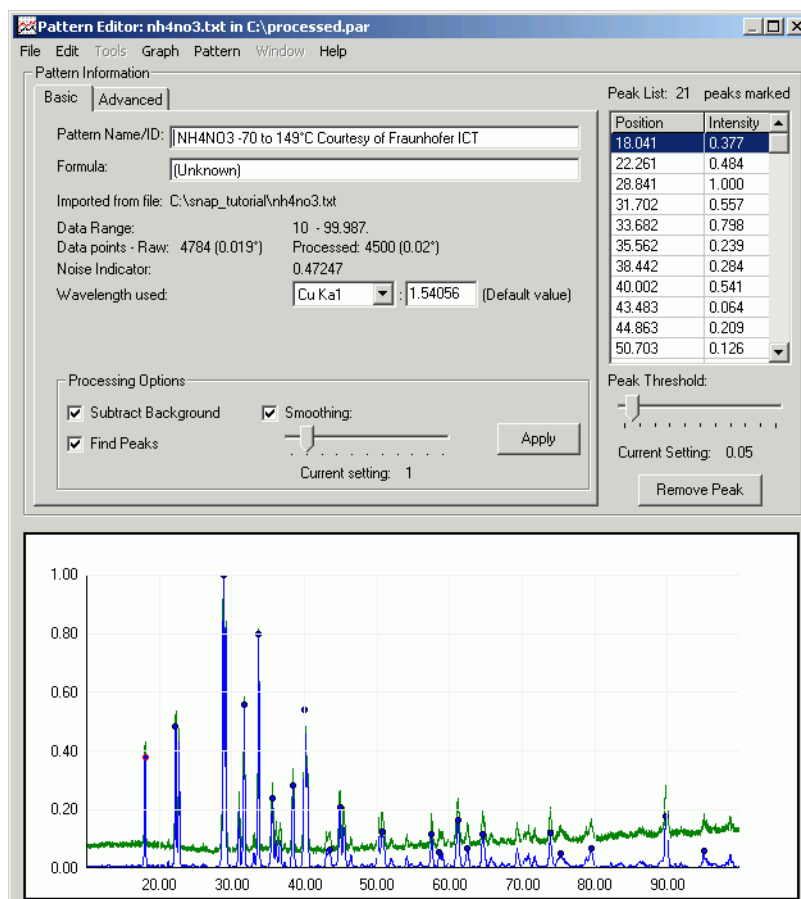 Pattern Editor: nh4no3.txt in C:\processed.par
File Edit Tools Graph Pattern Window Help
Pattern Information
Basic Advanced
Pattern Name/ID: NH4NO3 -70 to 149°C Courtesy of Fraunhofer ICT
Formula: (Unknown)
Imported from file: C:\snap_tutorial\nh4no3.txt
Data Range: 10 - 99.987.
Data points - Raw: 4784 (0.019°) Processed: 4500 (0.02°)
Noise Indicator: 0.47247
Wavelength used: Cu Ka1 : 1.54056 (Default value)
Processing Options
Subtract Background Smoothing:
Find Peaks
Apply
Current setting: 1
Peak List: 21 peaks marked
Position Intensity
18.041 0.377
22.261 0.484
28.841 1.000
31.702 0.557
33.682 0.798
35.562 0.239
38.442 0.284
40.002 0.541
43.483 0.064
44.863 0.209
50.703 0.126
Peak Threshold:
Current Setting: 0.05
Remove Peak
1.00
0.80
0.60
0.40
0.20
0.00
20.00 30.00 40.00 50.00 60.00 70.00 80.00 90.00